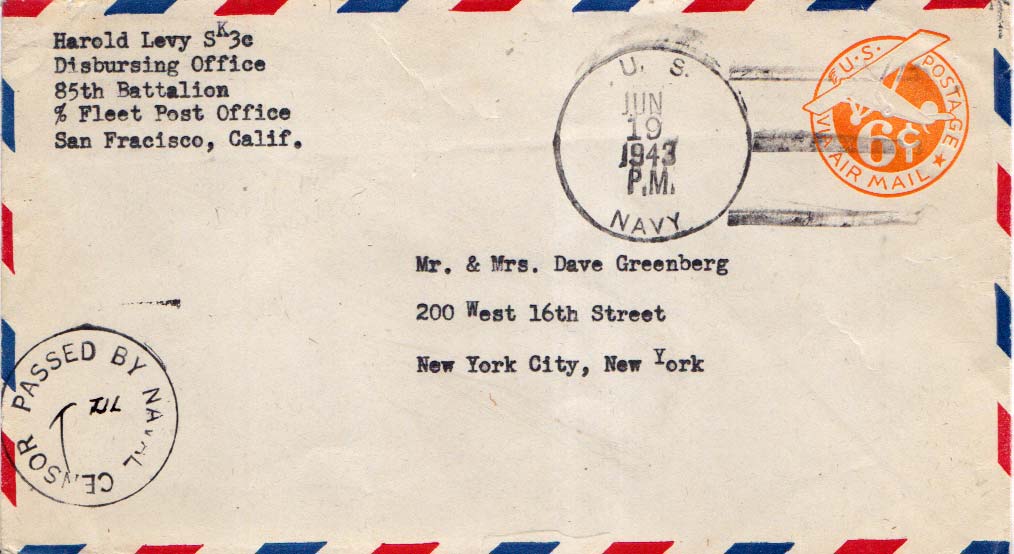 Harold Levy SK3c
Disbursing Office
85th Battalion
% Fleet Post Office
San Fracisco, Calif.
U. S.
JUN
19
1943
P.M.
NAVY
U.S. POSTAGE
6¢
VIA AIR MAIL
Mr. & Mrs. Dave Greenberg
200 West 16th Street
New York City, New York
PASSED BY NAVAL CENSOR